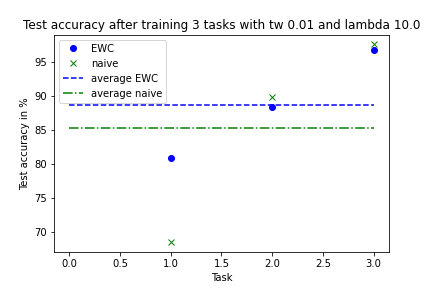 Test accuracy after training 3 tasks with tw 0.01 and lambda 10.0
EWC
naive
average EWC
average naive
Test accuracy in %
95
90
85
80
75
70
0.0 0.5 1.0 1.5 2.0 2.5 3.0
Task